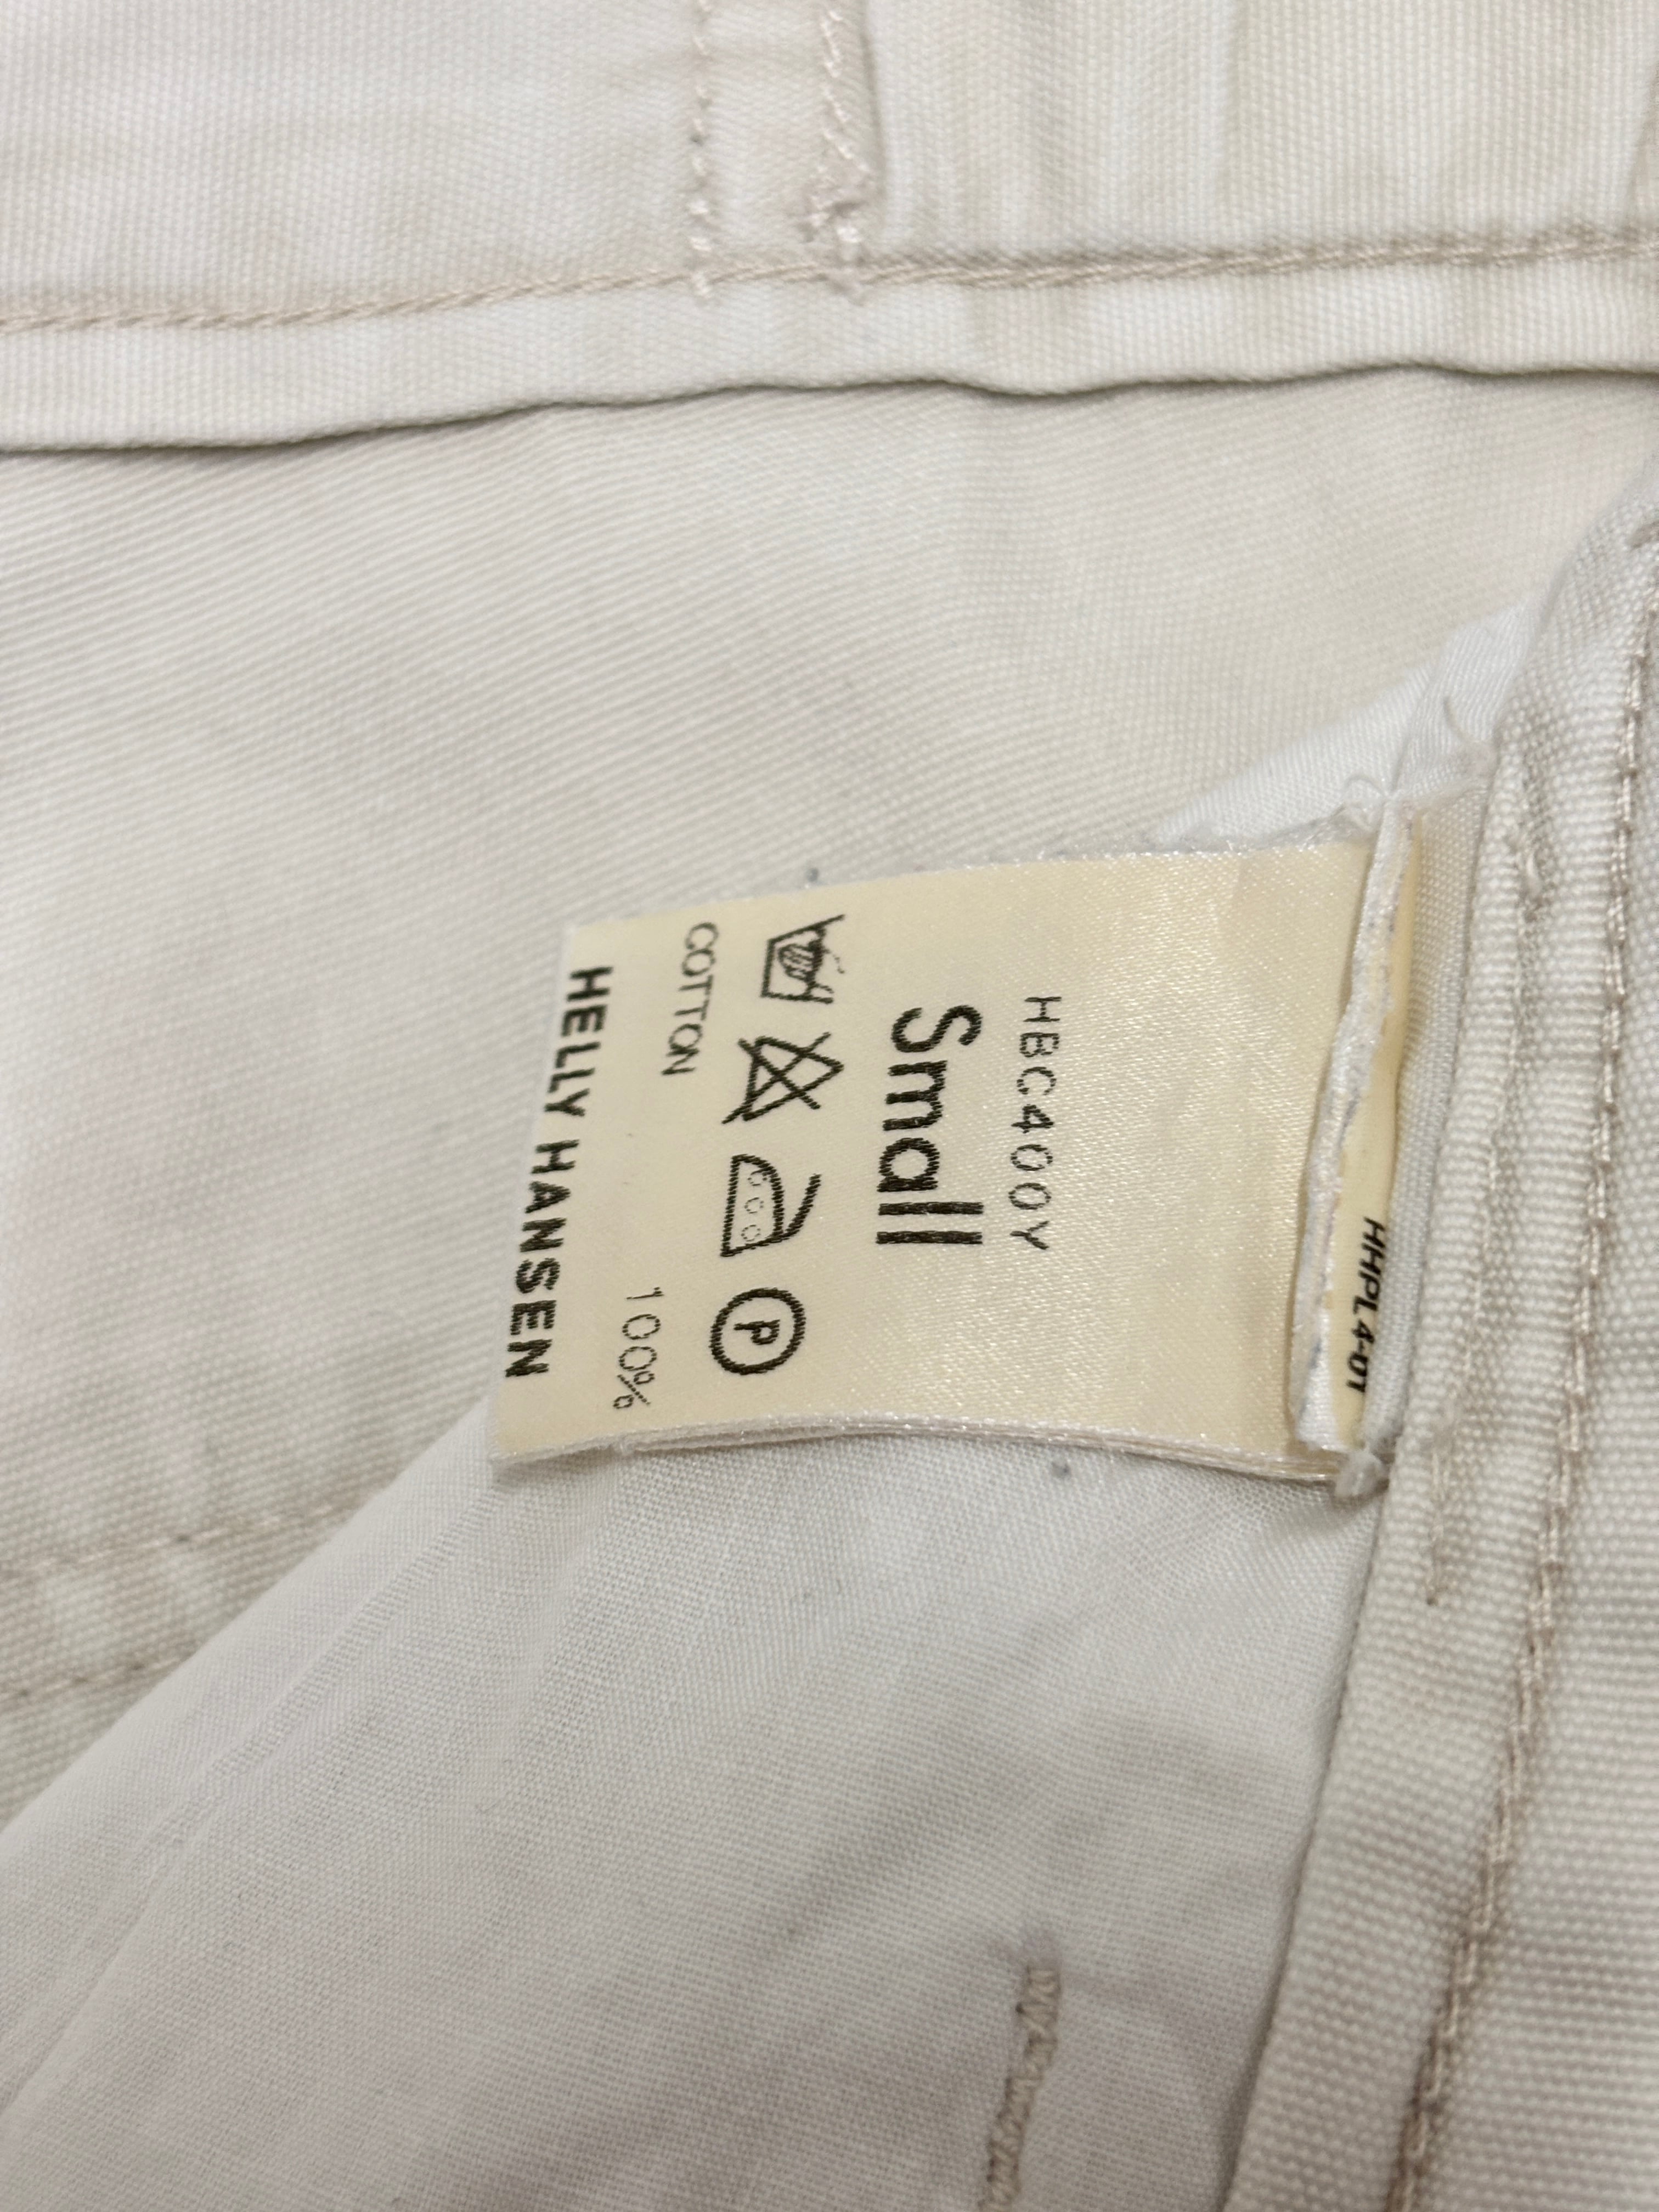 HHPL4-01
HBC400Y
Small
P
COTTON 100%
HELLY HANSEN